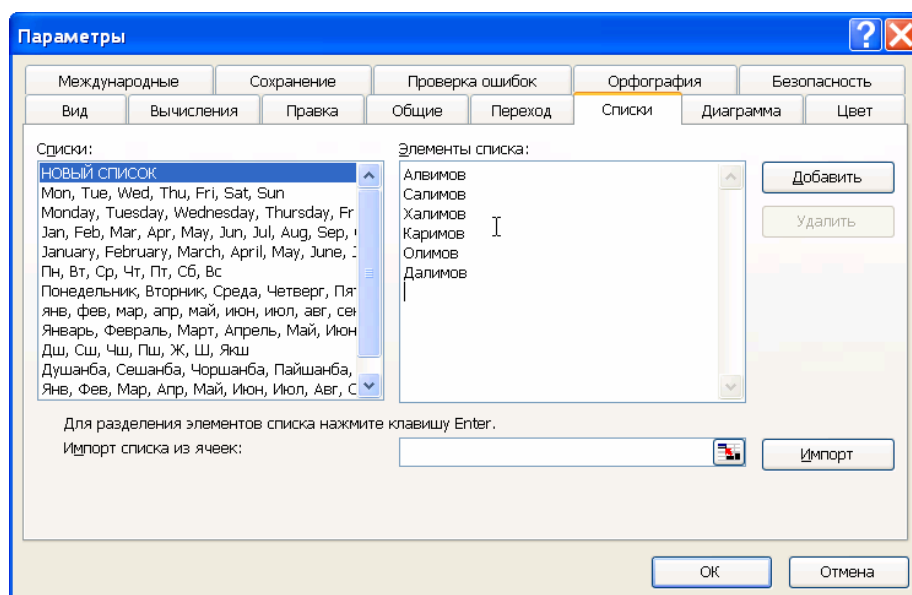 Параметры
Международные Сохранение Проверка ошибок Орфография Безопасность
Вид Вычисления Правка Общие Переход Списки Диаграмма Цвет
Списки:
НОВЫЙ СПИСОК
Mon, Tue, Wed, Thu, Fri, Sat, Sun
Monday, Tuesday, Wednesday, Thursday, Fr
Jan, Feb, Mar, Apr, May, Jun, Jul, Aug, Sep,
January, February, March, April, May, June,
Пн, Вт, Ср, Чт, Пт, Сб, Вс
Понедельник, Вторник, Среда, Четверг, Пят
янв, фев, мар, апр, май, июн, июл, авг, сен
Январь, Февраль, Март, Апрель, Май, Июн
Дш, Сш, Чш, Пш, Ж, Ш, Якш
Душанба, Сешанба, Чоршанба, Пайшанба,
Янв, Фев, Мар, Апр, Май, Июн, Июл, Авг, С
Элементы списка:
Алвимов
Салимов
Халимов
Каримов
Олимов
Далимов
Добавить
Удалить
Для разделения элементов списка нажмите клавишу Enter.
Импорт списка из ячеек:
Импорт
ОК
Отмена